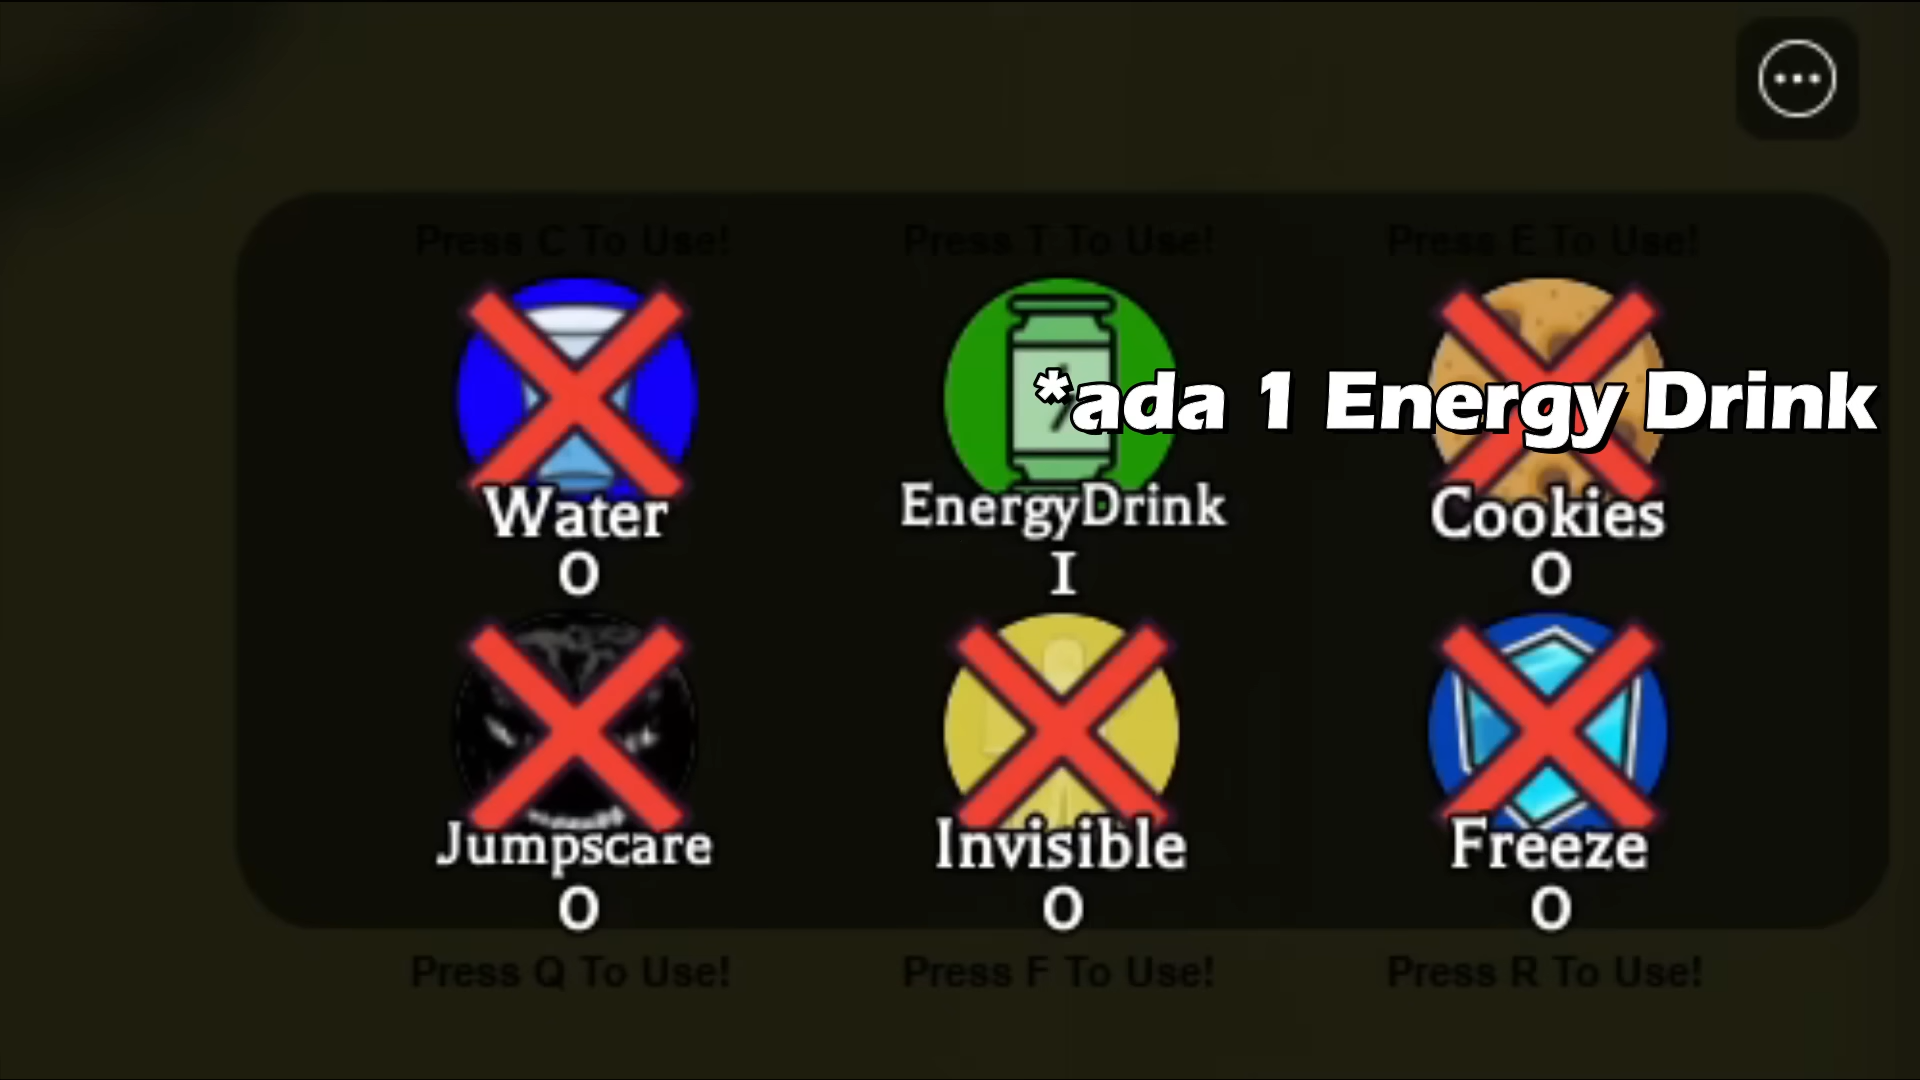 Press C To Use!
Press T To Use!
Press E To Use!
*ada 1 Energy Drink
Water
EnergyDrink
Cookies
0
1
0
Jumpscare
Invisible
Freeze
0
0
0
Press Q To Use!
Press F To Use!
Press R To Use!